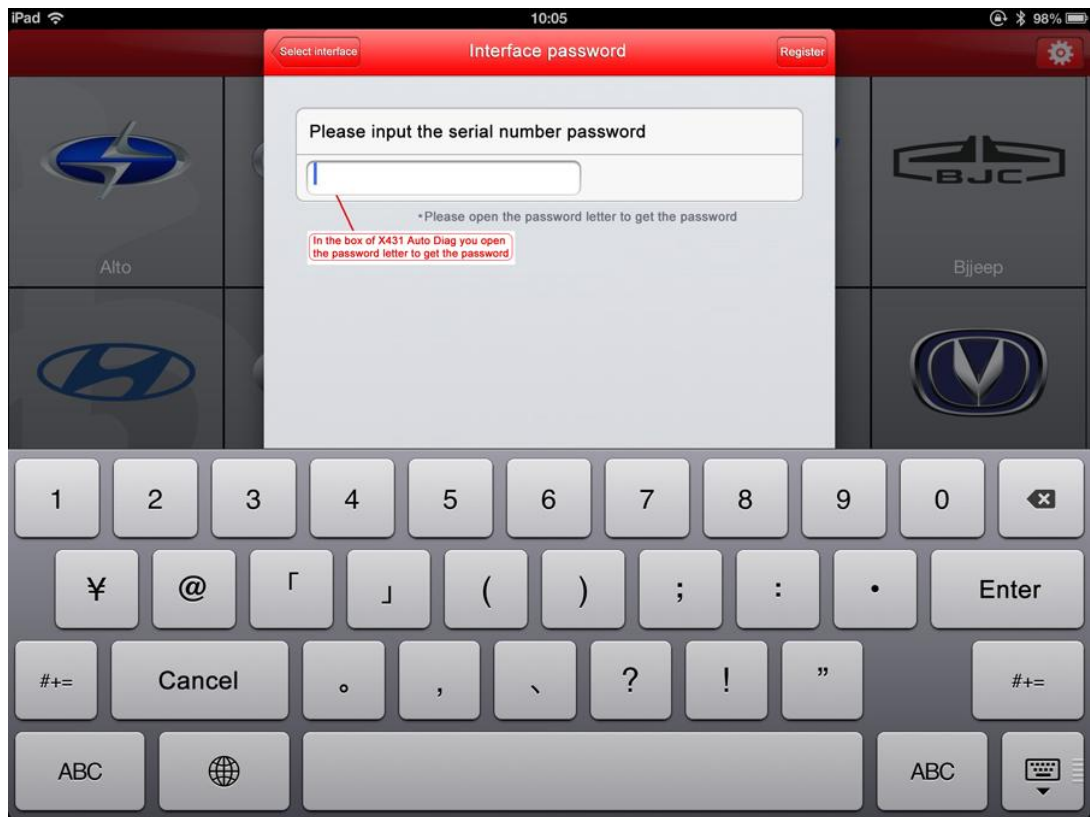 iPad 10:05 98%
Select interface Interface password Register
Please input the serial number password
•Please open the password letter to get the password
In the box of X431 Auto Diag you open
the password letter to get the password
BJC
Alto Bjjeep
1 2 3 4 5 6 7 8 9 0
¥ @ 「 」 ( ) ; : • Enter
#+= Cancel 。 , 、 ? ! ” #+=
ABC ABC